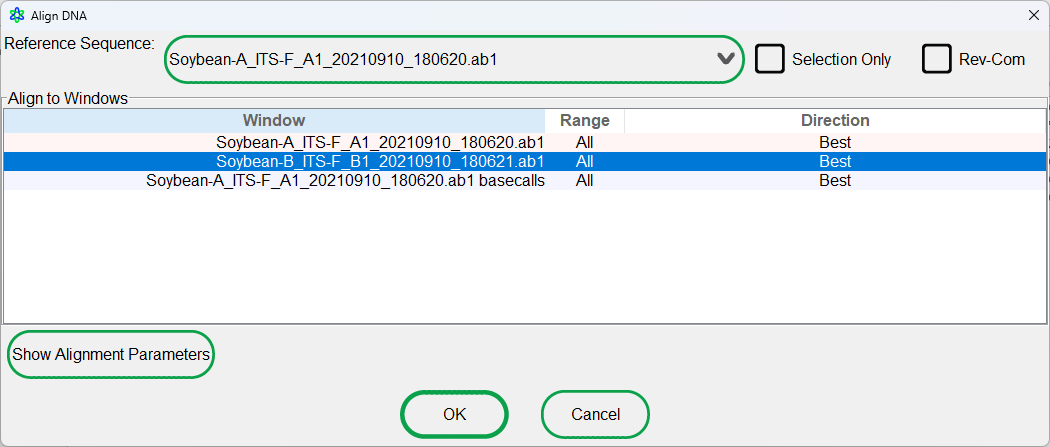 Align DNA
Reference Sequence: Soybean-A_ITS-F_A1_20210910_180620.ab1 Selection Only Rev-Com
Align to Windows
Window Range Direction
Soybean-A_ITS-F_A1_20210910_180620.ab1 All Best
Soybean-B_ITS-F_B1_20210910_180621.ab1 All Best
Soybean-A_ITS-F_A1_20210910_180620.ab1 basecalls All Best
Show Alignment Parameters
OK Cancel